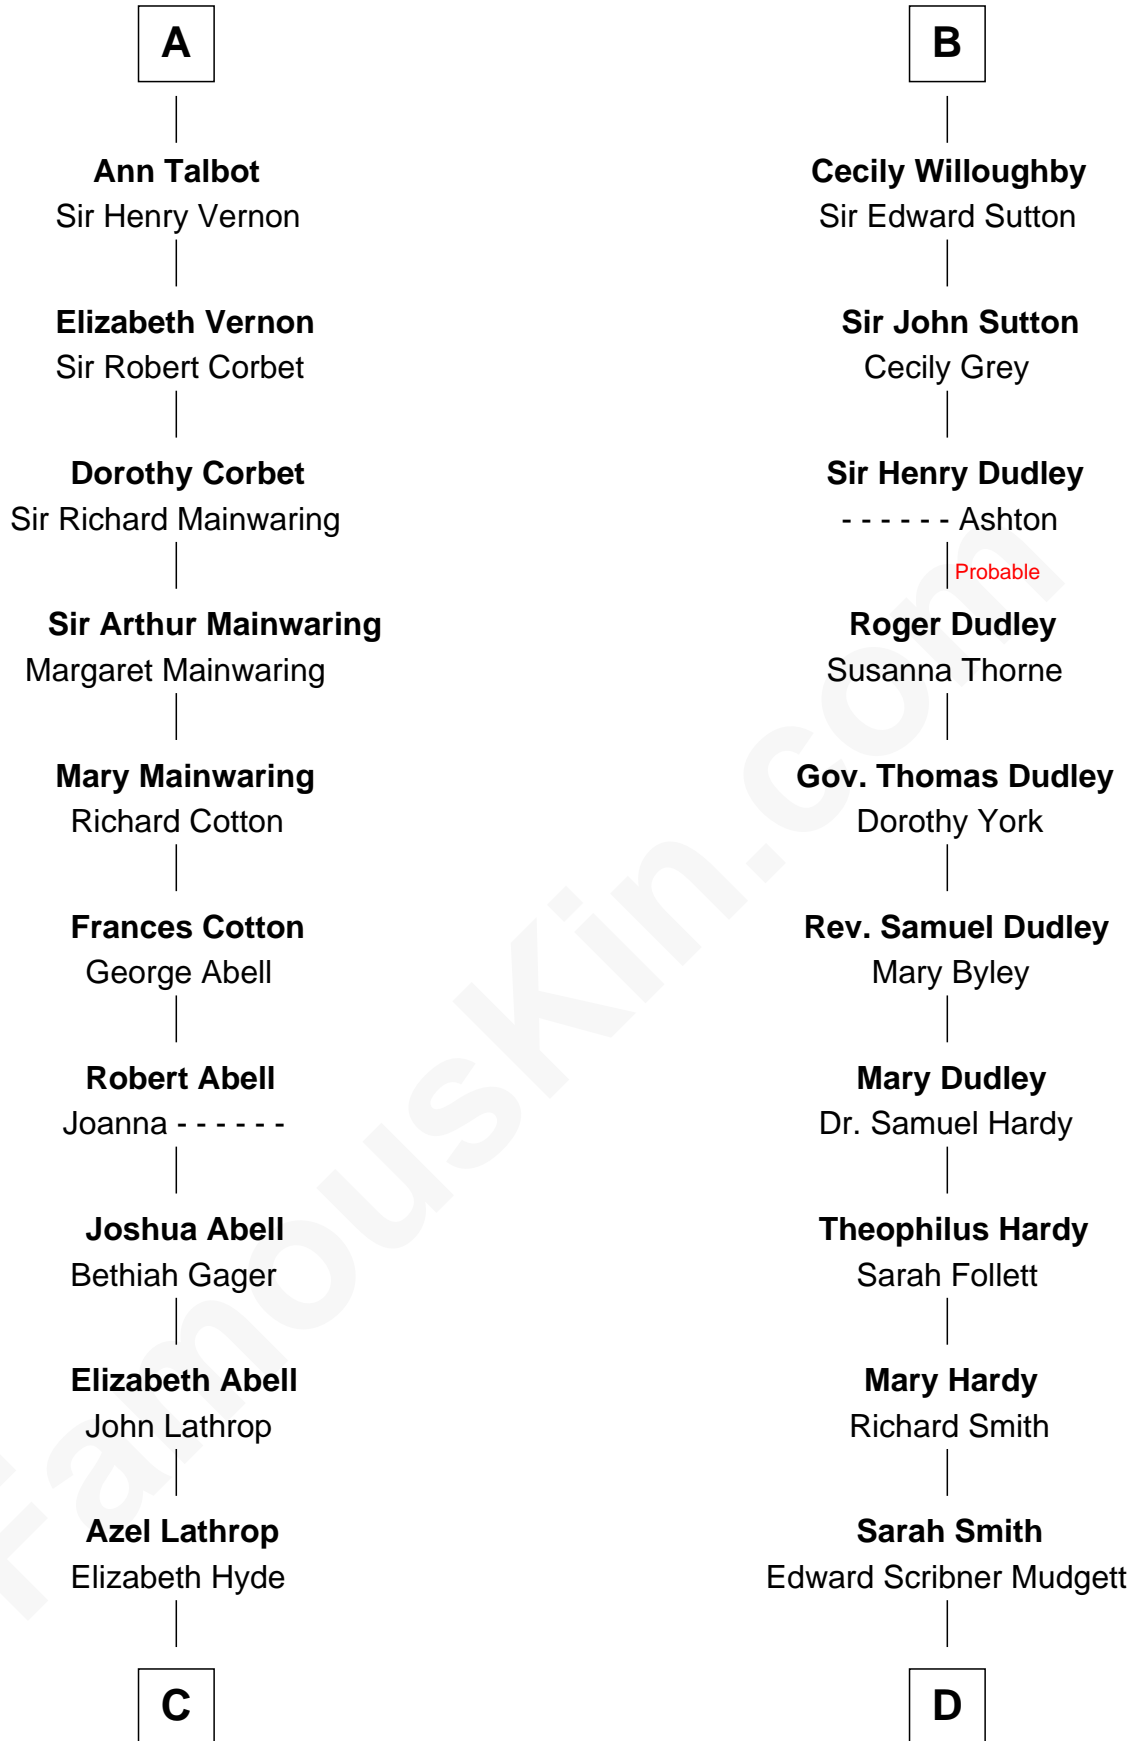 A
Ann Talbot
Sir Henry Vernon
Elizabeth Vernon
Sir Robert Corbet
Dorothy Corbet
Sir Richard Mainwaring
Sir Arthur Mainwaring
Margaret Mainwaring
Mary Mainwaring
Richard Cotton
Frances Cotton
George Abell
Robert Abell
Joanna - - - - - -
Joshua Abell
Bethiah Gager
Elizabeth Abell
John Lathrop
Azel Lathrop
Elizabeth Hyde
C
B
Cecily Willoughby
Sir Edward Sutton
Sir John Sutton
Cecily Grey
Sir Henry Dudley
- - - - - - Ashton
Probable
Roger Dudley
Susanna Thorne
Gov. Thomas Dudley
Dorothy York
Rev. Samuel Dudley
Mary Byley
Mary Dudley
Dr. Samuel Hardy
Theophilus Hardy
Sarah Follett
Mary Hardy
Richard Smith
Sarah Smith
Edward Scribner Mudgett
D
FamousKin.com